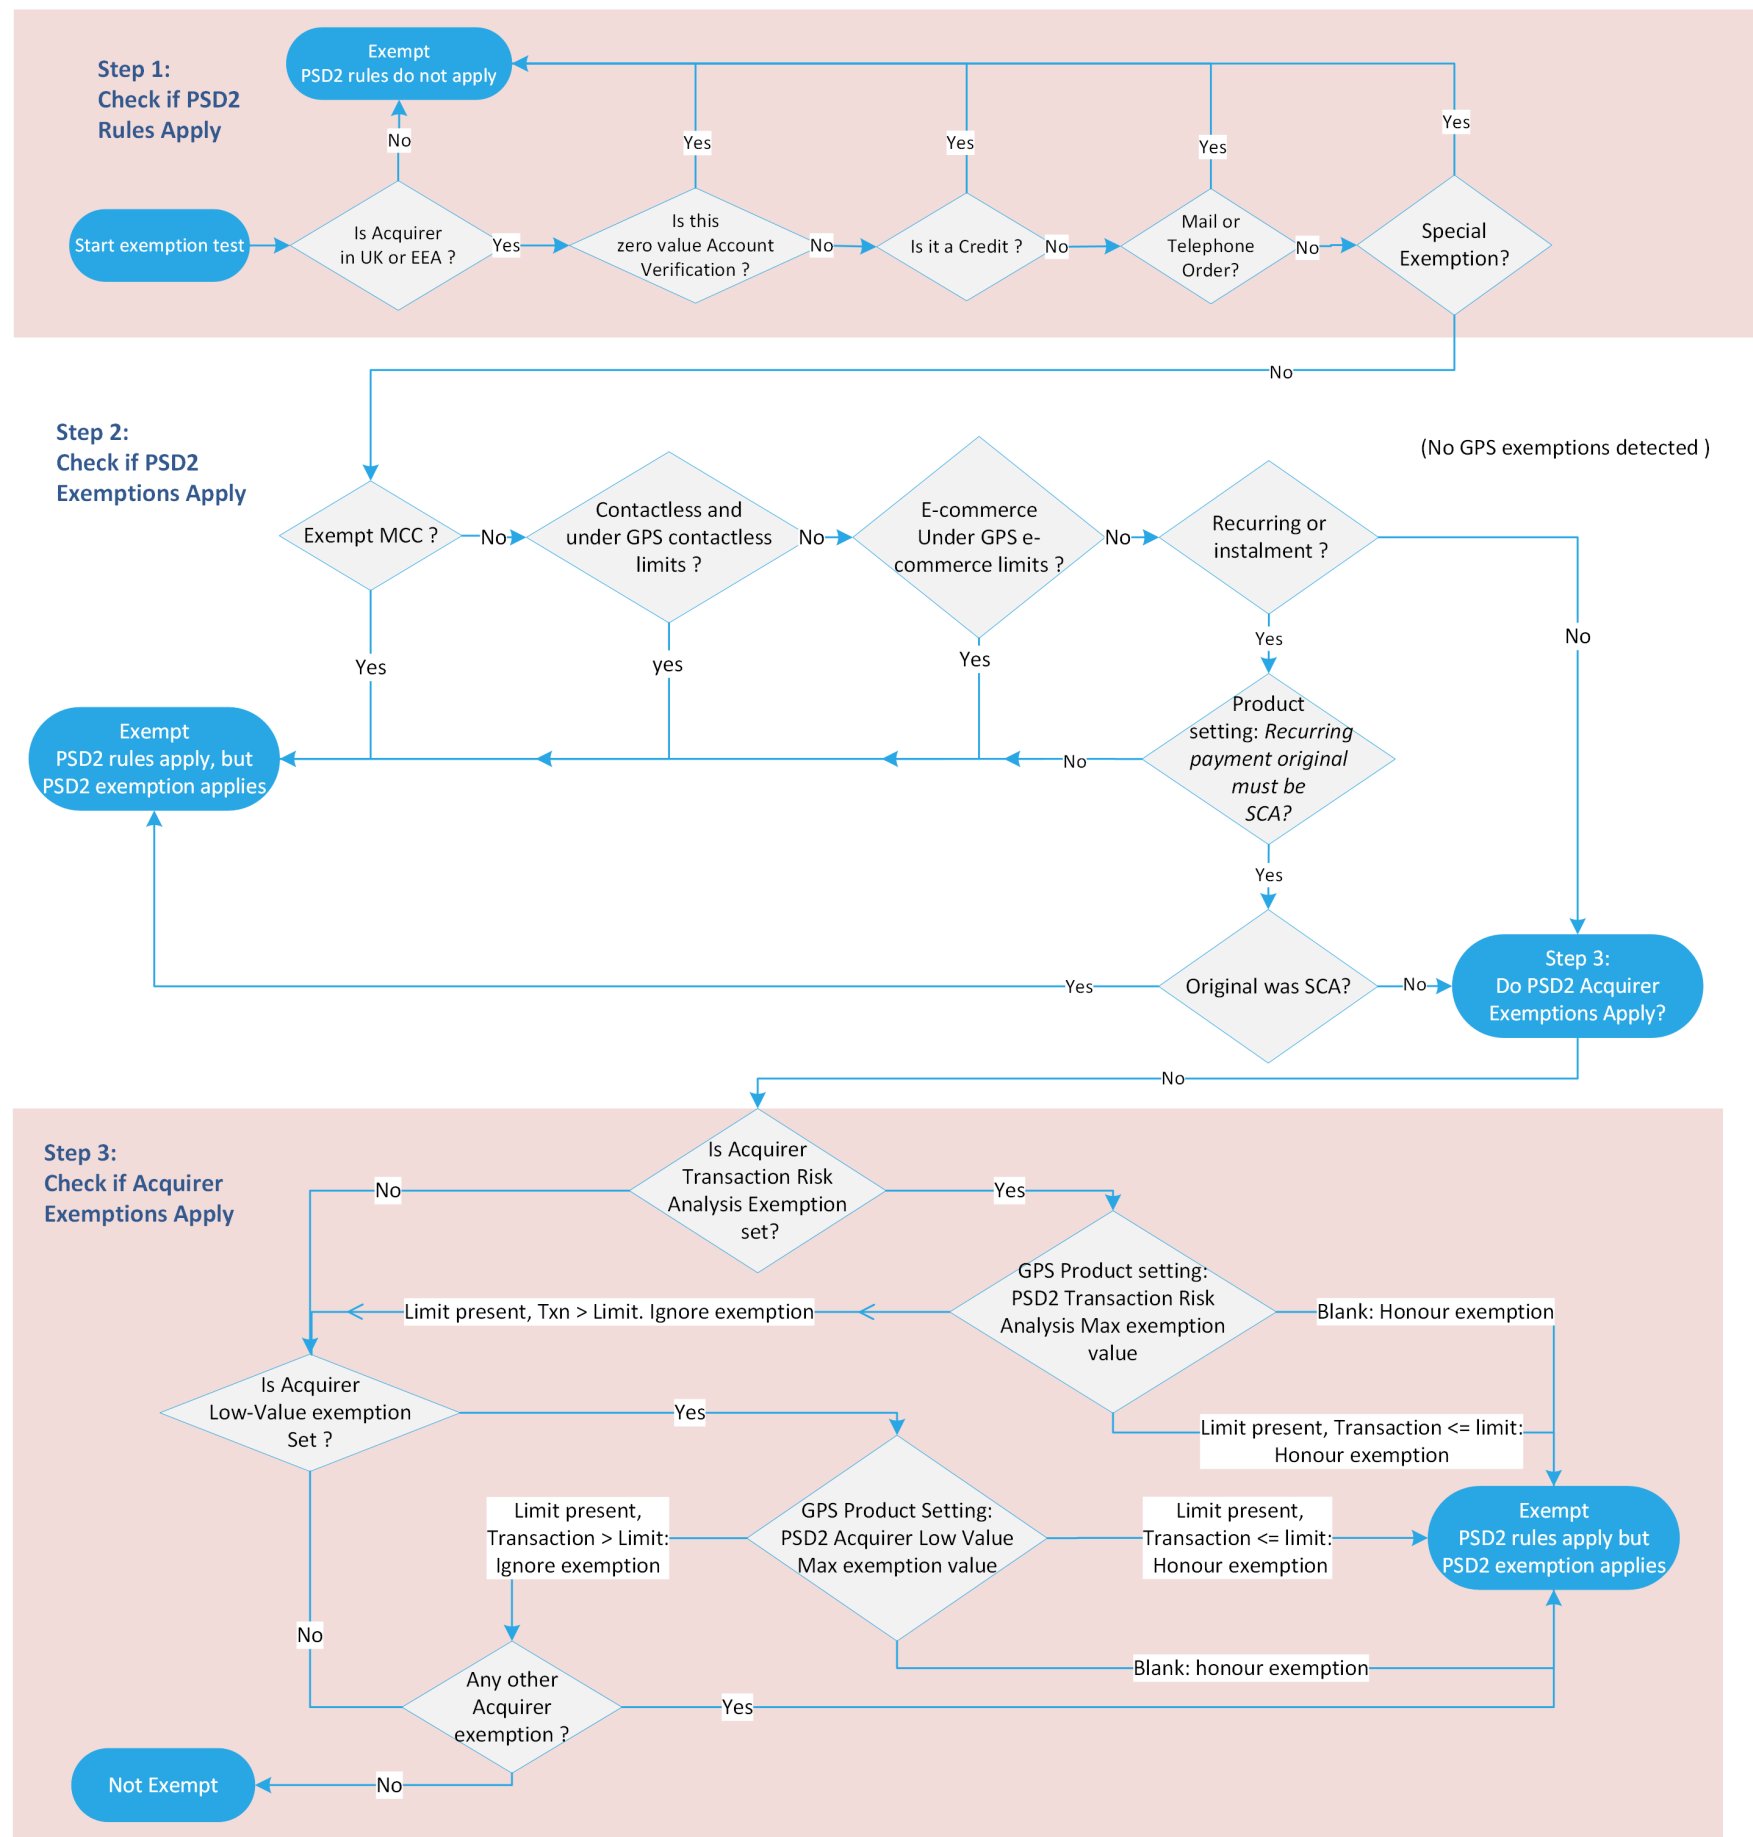 Step 1:
Check if PSD2
Rules Apply
Exempt
PSD2 rules do not apply
No
Yes
Yes
Yes
Yes
Start exemption test
Is Acquirer
in UK or EEA ?
Yes
Is this
zero value Account
Verification ?
No
Is it a Credit ?
No
Mail or
Telephone
Order?
No
Special
Exemption?
No
Step 2:
Check if PSD2
Exemptions Apply
(No GPS exemptions detected )
Exempt MCC ?
No
Contactless and
under GPS contactless
limits ?
No
E-commerce
Under GPS e-
commerce limits ?
No
Recurring or
instalment ?
No
Yes
yes
Yes
Yes
Exempt
PSD2 rules apply, but
PSD2 exemption applies
No
Product
setting: Recurring
payment original
must be
SCA?
Yes
Yes
Original was SCA?
No
Step 3:
Do PSD2 Acquirer
Exemptions Apply?
No
Step 3:
Check if Acquirer
Exemptions Apply
No
Is Acquirer
Transaction Risk
Analysis Exemption
set?
Yes
Limit present, Txn > Limit. Ignore exemption
GPS Product setting:
PSD2 Transaction Risk
Analysis Max exemption
value
Blank: Honour exemption
Limit present, Transaction <= limit:
Honour exemption
Is Acquirer
Low-Value exemption
Set ?
Yes
Limit present,
Transaction > Limit:
Ignore exemption
GPS Product Setting:
PSD2 Acquirer Low Value
Max exemption value
Limit present,
Transaction <= limit:
Honour exemption
Exempt
PSD2 rules apply but
PSD2 exemption applies
No
Blank: honour exemption
Any other
Acquirer
exemption ?
Yes
Not Exempt
No